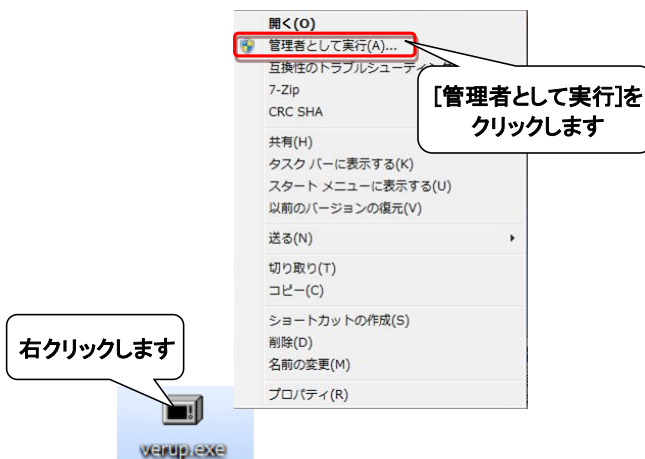 開く(O)
管理者として実行(A)...
互換性のトラブルシューティング
[管理者として実行]を
クリックします
7-Zip
CRC SHA
共有(H)
タスク バーに表示する(K)
スタート メニューに表示する(U)
以前のバージョンの復元(V)
送る(N)
切り取り(T)
コピー(C)
ショートカットの作成(S)
削除(D)
名前の変更(M)
プロパティ(R)
右クリックします
verup.exe